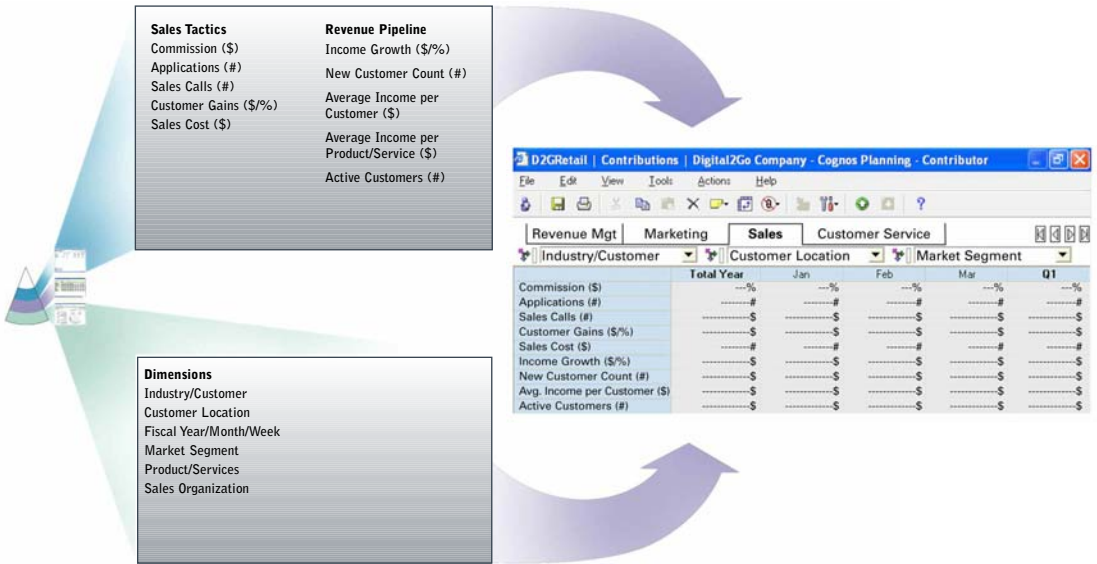 Sales Tactics
Commission ($)
Applications (#)
Sales Calls (#)
Customer Gains ($/%)
Sales Cost ($)
Revenue Pipeline
Income Growth ($/%)
New Customer Count (#)
Average Income per
Customer ($)
Average Income per
Product/Service ($)
Active Customers (#)
Dimensions
Industry/Customer
Customer Location
Fiscal Year/Month/Week
Market Segment
Product/Services
Sales Organization
D2GRetail | Contributions | Digital2Go Company - Cognos Planning - Contributor
File Edit View Tools Actions Help
Revenue Mgt Marketing Sales Customer Service
Industry/Customer Customer Location Market Segment
Total Year Jan Feb Mar Q1
Commission ($) ---% ---% ---% ---% ---%
Applications (#) -------# -------# -------# -------# -------#
Sales Calls (#) -----------$ -----------$ -----------$ -----------$ -----------$
Customer Gains ($/%) -----------$ -----------$ -----------$ -----------$ -----------$
Sales Cost ($) -------# -------# -------# -------# -------#
Income Growth ($/%) -----------$ -----------$ -----------$ -----------$ -----------$
New Customer Count (#) -----------$ -----------$ -----------$ -----------$ -----------$
Avg. Income per Customer ($) -----------$ -----------$ -----------$ -----------$ -----------$
Active Customers (#) -----------$ -----------$ -----------$ -----------$ -----------$